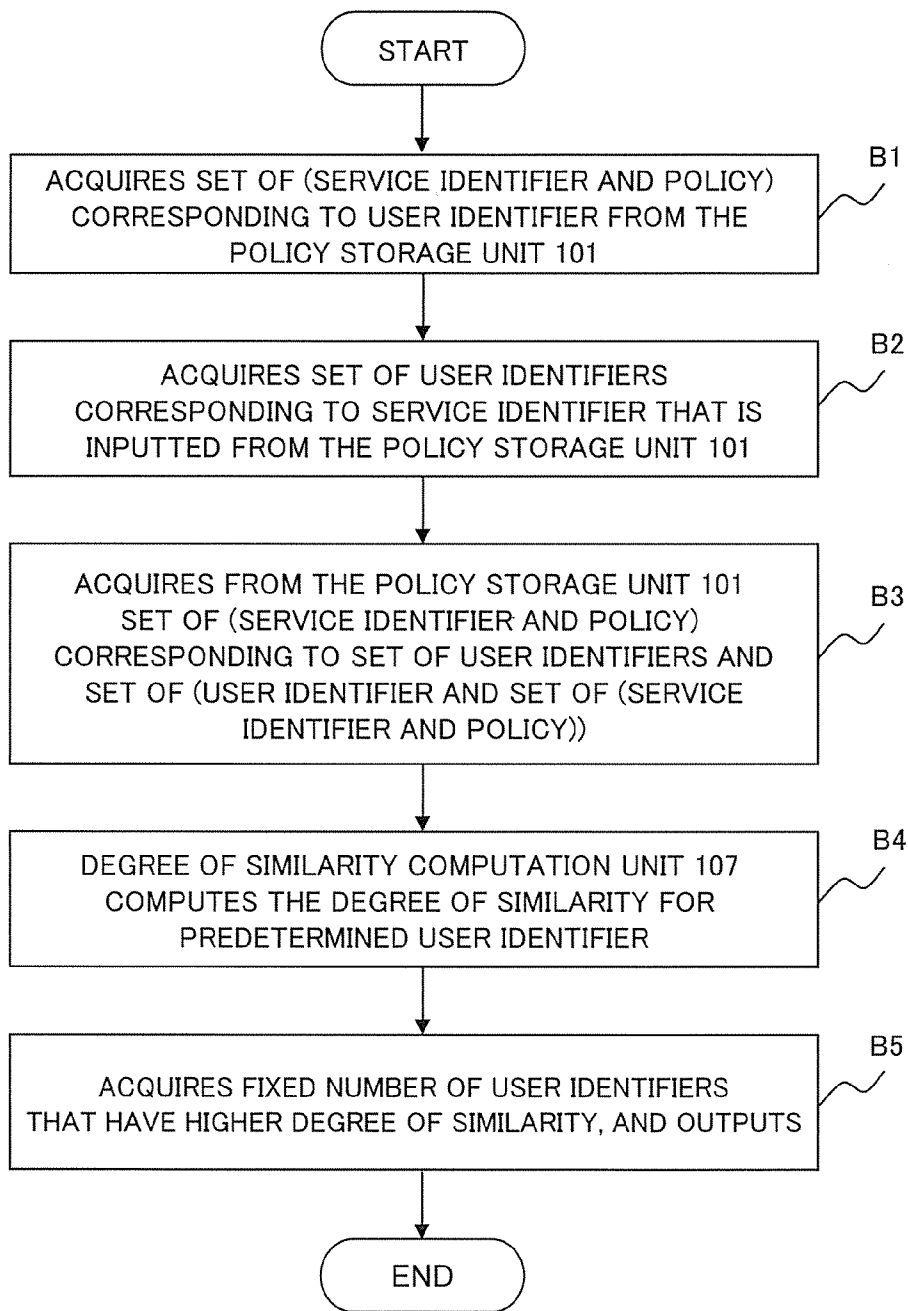 START
ACQUIRES SET OF (SERVICE IDENTIFIER AND POLICY)
CORRESPONDING TO USER IDENTIFIER FROM THE
POLICY STORAGE UNIT 101
B1
ACQUIRES SET OF USER IDENTIFIERS
CORRESPONDING TO SERVICE IDENTIFIER THAT IS
INPUTTED FROM THE POLICY STORAGE UNIT 101
B2
ACQUIRES FROM THE POLICY STORAGE UNIT 101
SET OF (SERVICE IDENTIFIER AND POLICY)
CORRESPONDING TO SET OF USER IDENTIFIERS AND
SET OF (USER IDENTIFIER AND SET OF (SERVICE
IDENTIFIER AND POLICY))
B3
DEGREE OF SIMILARITY COMPUTATION UNIT 107
COMPUTES THE DEGREE OF SIMILARITY FOR
PREDETERMINED USER IDENTIFIER
B4
ACQUIRES FIXED NUMBER OF USER IDENTIFIERS
THAT HAVE HIGHER DEGREE OF SIMILARITY, AND OUTPUTS
B5
END